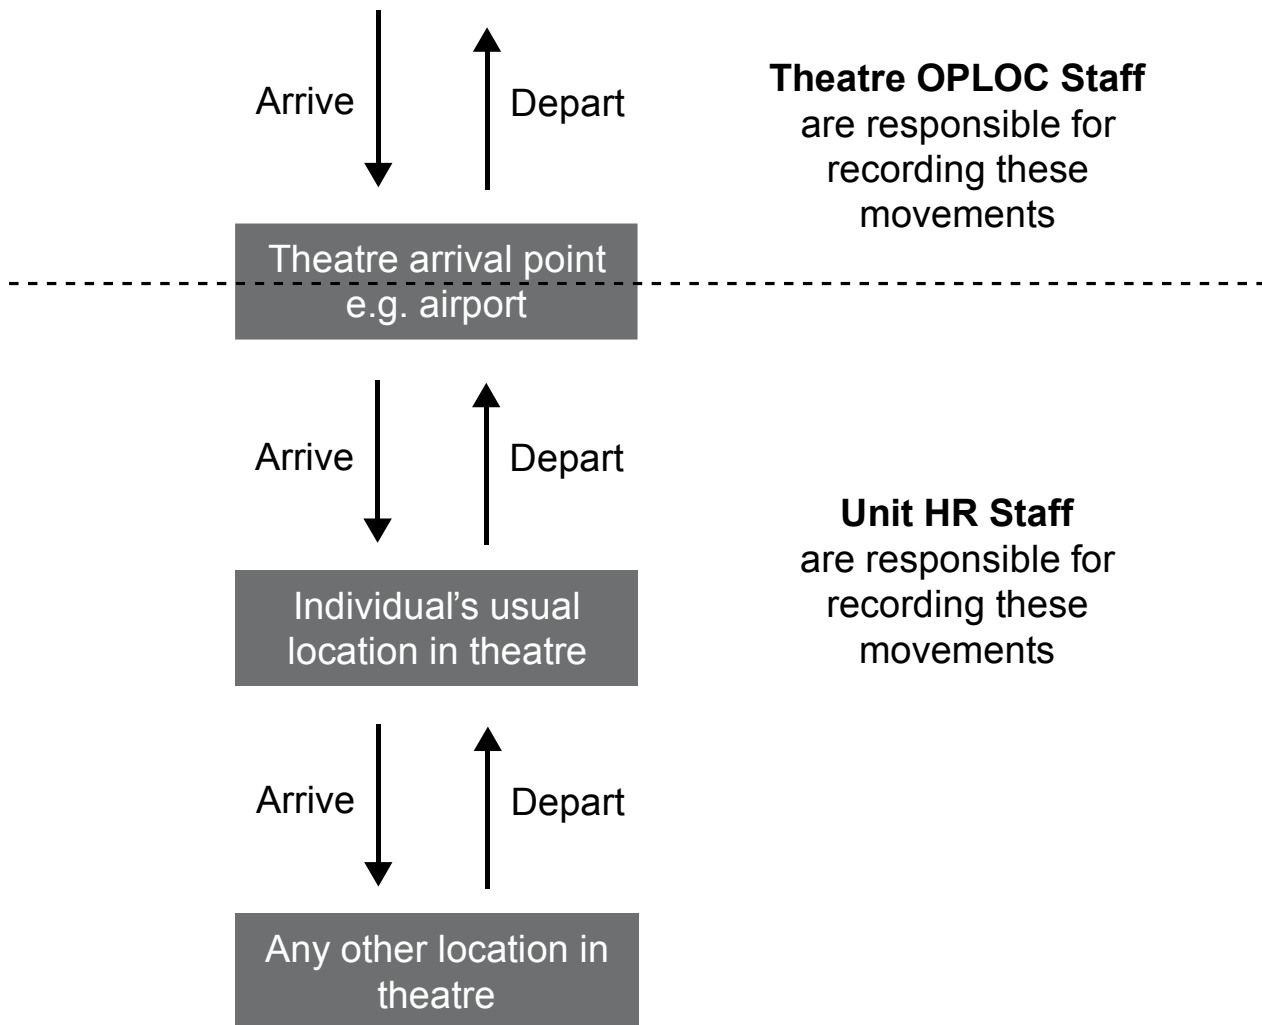 Arrive
Depart
Theatre OPLOC Staff
are responsible for
recording these
movements
Theatre arrival point
e.g. airport
Arrive
Depart
Unit HR Staff
are responsible for
recording these
movements
Individual’s usual
location in theatre
Arrive
Depart
Any other location in
theatre